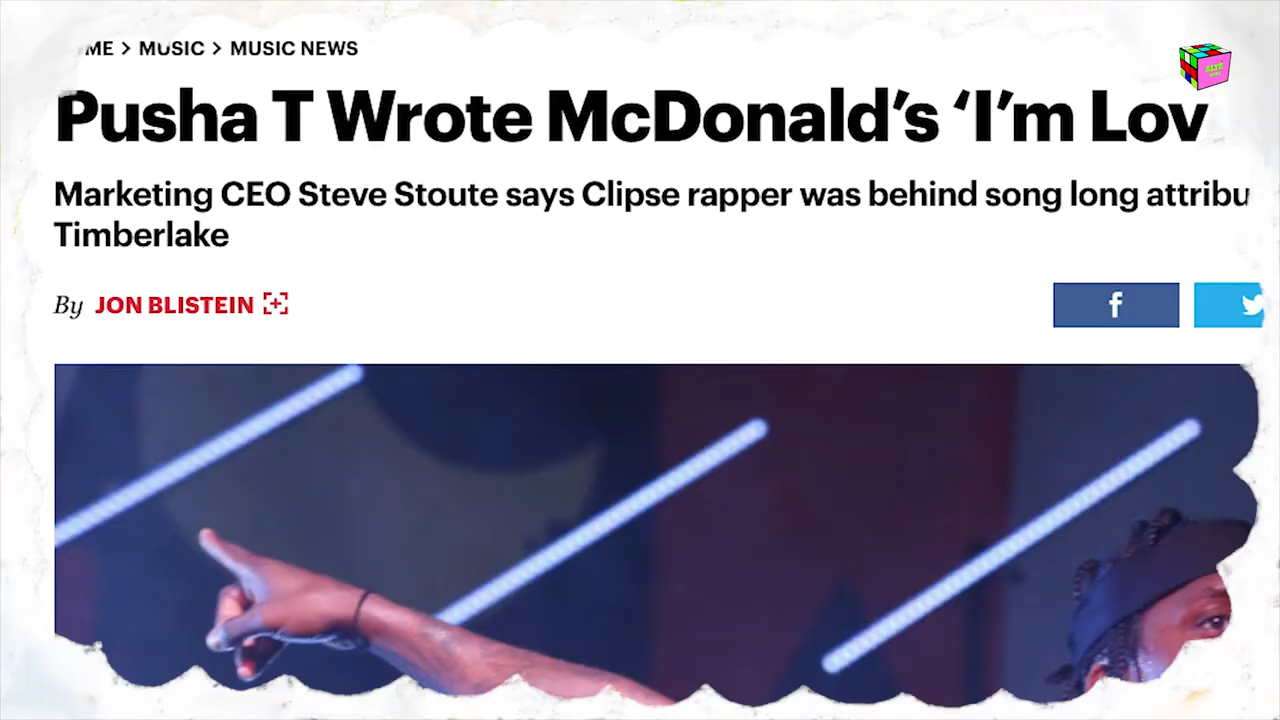 ME > MUSIC > MUSIC NEWS
Pusha T Wrote McDonald's 'I'm Lov
Marketing CEO Steve Stoute says Clipse rapper was behind song long attribu
Timberlake
By JON BLISTEIN